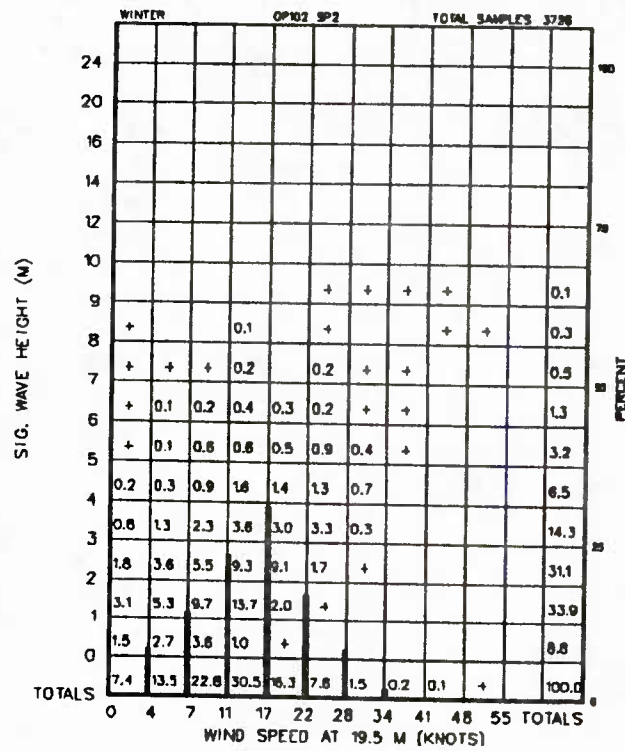 WINTER OP102 SP2 TOTAL SAMPLES 3736
24
20
16
14
12
10
+ + + + 0.1
9
+ 0.1 + + + 0.3
8
+ + + 0.2 0.2 + + 0.5
7
+ 0.1 0.2 0.4 0.3 0.2 + + 1.3
6
+ 0.1 0.6 0.6 0.5 0.9 0.4 + 3.2
5
0.2 0.3 0.9 1.6 1.4 1.3 0.7 6.5
4
0.6 1.3 2.3 3.6 3.0 3.3 0.3 14.3
3
1.8 3.6 5.5 9.3 9.1 1.7 + 31.1
2
3.1 5.3 9.7 13.7 2.0 + 33.9
1
1.5 2.7 3.6 1.0 + 8.8
0
TOTALS 7.4 13.5 22.8 30.5 16.3 7.6 1.5 0.2 0.1 + 100.0
0 4 7 11 17 22 28 34 41 48 55 TOTALS
WIND SPEED AT 19.5 M (KNOTS)
SIG. WAVE HEIGHT (M)
PERCENT
100
25
0